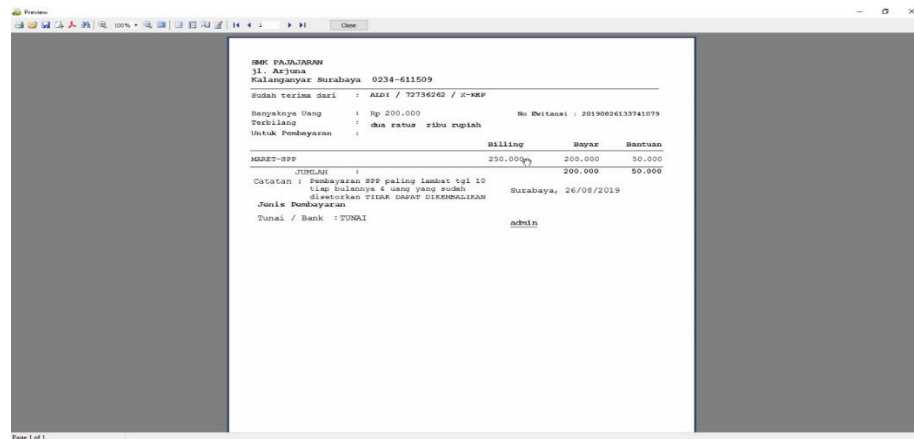 Preview
100%
1
Close
SMK PAJAJARAN
jl. Arjuna
Kalanganyar Surabaya 0234-611509
Sudah terima dari : ALDI / 72736262 / X-KEP
Banyaknya Uang : Rp 200.000 No Kwitansi : 20190826133741079
Terbilang : dua ratus ribu rupiah
Untuk Pembayaran :
Billing Bayar Bantuan
MARET-SPP 250.000 200.000 50.000
JUMLAH : 200.000 50.000
Catatan : Pembayaran SPP paling lambat tgl 10
tiap bulannya & uang yang sudah
disetorkan TIDAK DAPAT DIKEMBALIKAN
Surabaya, 26/08/2019
Jenis Pembayaran
Tunai / Bank : TUNAI
admin
Page 1 of 1